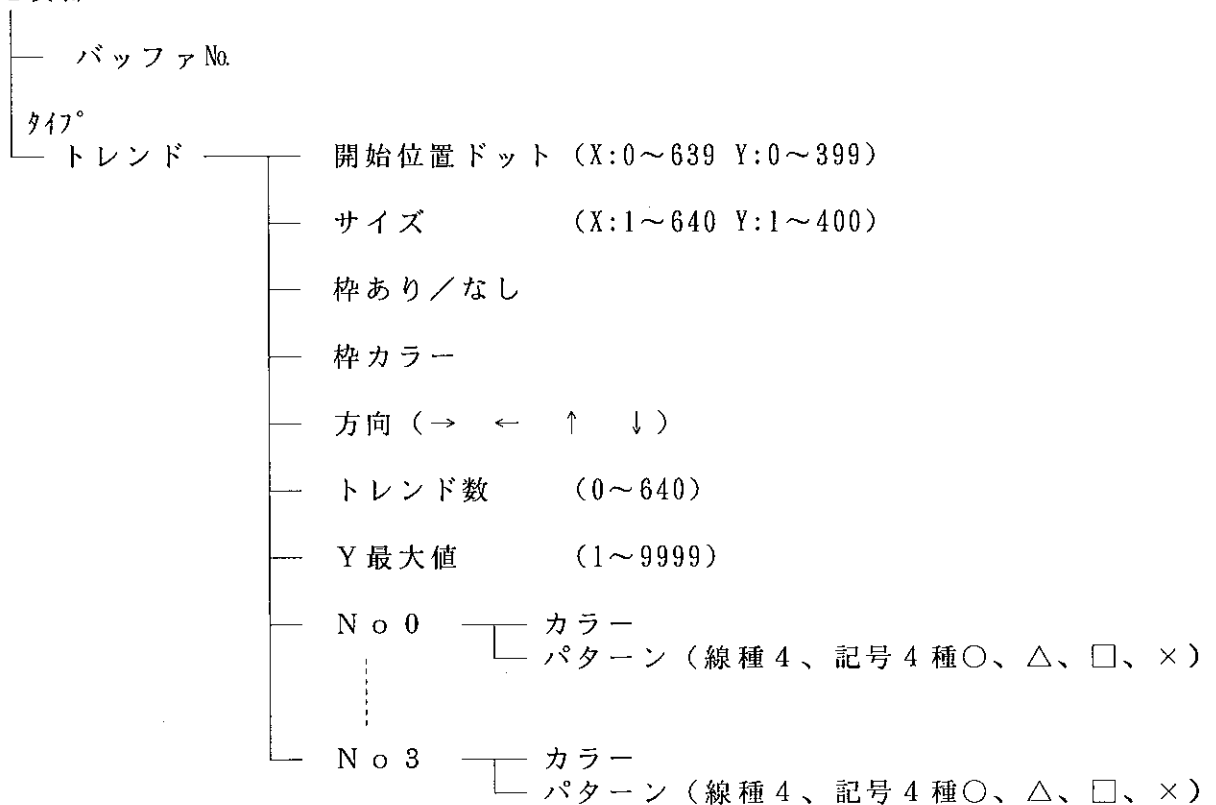 バッファ№
タイプ
トレンド 開始位置ドット（X:0～639 Y:0～399）
サイズ （X:1～640 Y:1～400）
枠あり／なし
枠カラー
方向（→ ← ↑ ↓）
トレンド数 （0～640）
Y最大値 （1～9999）
No0 カラー
パターン（線種4、記号4種○、△、□、×）
No3 カラー
パターン（線種4、記号4種○、△、□、×）